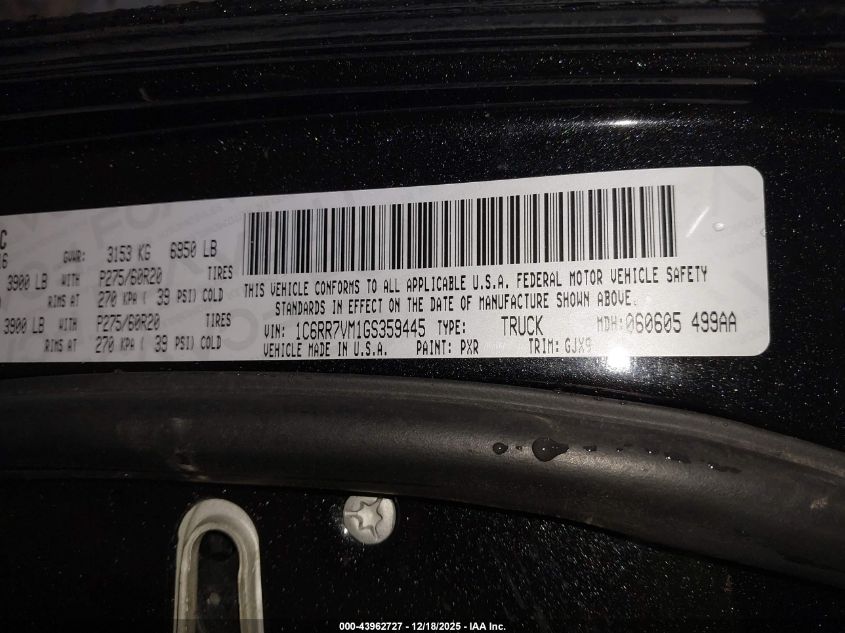 C
6 GVWR: 3153 KG 6950 LB
3900 LB WITH P275/60R20 TIRES
RIMS AT 270 KPA ( 39 PSI) COLD
3900 LB WITH P275/60R20 TIRES
RIMS AT 270 KPA ( 39 PSI) COLD
THIS VEHICLE CONFORMS TO ALL APPLICABLE U.S.A. FEDERAL MOTOR VEHICLE SAFETY
STANDARDS IN EFFECT ON THE DATE OF MANUFACTURE SHOWN ABOVE.
VIN: 1C6RR7VM1GS359445 TYPE: TRUCK MDH: 060605 499AA
VEHICLE MADE IN U.S.A. PAINT: PXR TRIM: GJX9
000-43962727 - 12/18/2025 - IAA Inc.